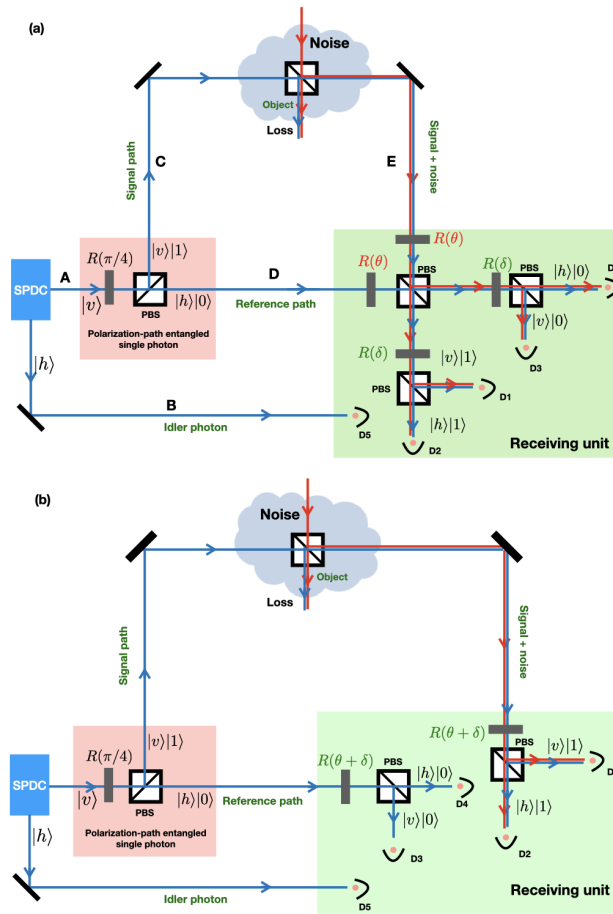 (a)
Noise
Object
Loss
C
Signal path
E
Signal + noise
R(θ)
R(π/4)
|v⟩|1⟩
A
SPDC
|v⟩
PBS
|h⟩|0⟩
Polarization-path entangled
single photon
D
Reference path
R(θ)
PBS
R(δ)
PBS
|h⟩|0⟩
D
|v⟩|0⟩
D3
R(δ)
|v⟩|1⟩
PBS
D1
|h⟩
B
Idler photon
D5
|h⟩|1⟩
D2
Receiving unit
(b)
Noise
Object
Loss
Signal path
Signal + noise
R(π/4)
|v⟩|1⟩
SPDC
|v⟩
PBS
|h⟩|0⟩
Polarization-path entangled
single photon
Reference path
R(θ + δ)
PBS
|h⟩|0⟩
D4
|v⟩|0⟩
D3
R(θ + δ)
PBS
|v⟩|1⟩
D
|h⟩|1⟩
D2
|h⟩
Idler photon
D5
Receiving unit